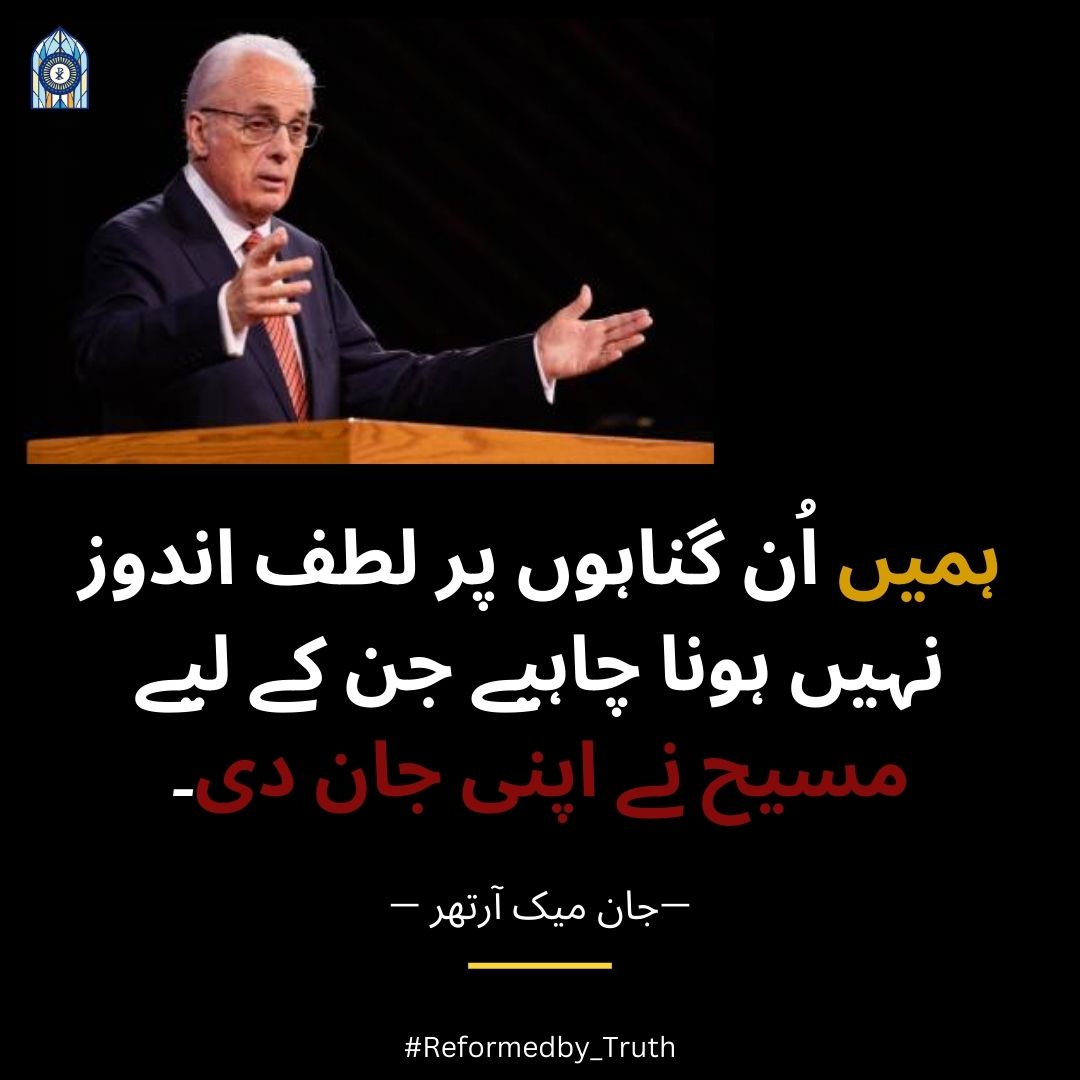 ہمیں اُن گناہوں پر لطف اندوز
نہیں ہونا چاہیے جن کے لیے
مسیح نے اپنی جان دی۔
—جان میک آرتھر —
#Reformedby_Truth